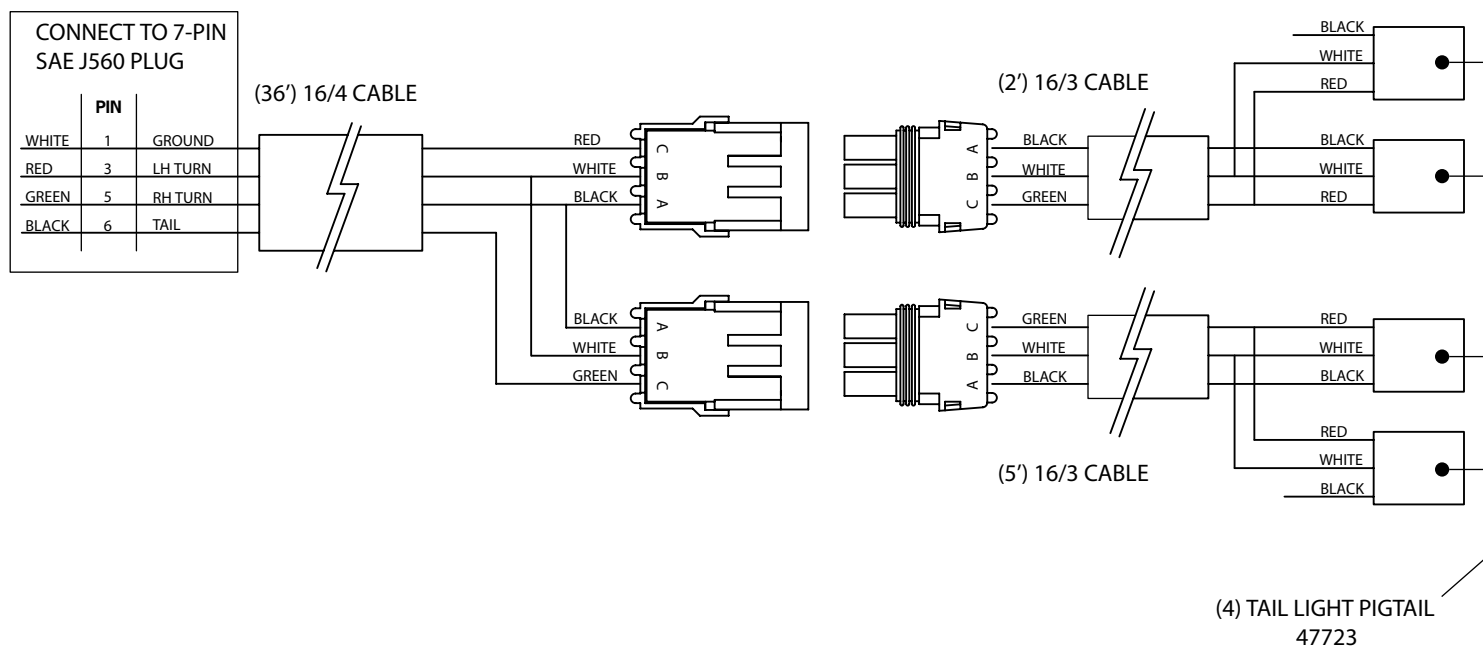 CONNECT TO 7-PIN
SAE J560 PLUG
PIN
WHITE 1 GROUND
RED 3 LH TURN
GREEN 5 RH TURN
BLACK 6 TAIL
(36’) 16/4 CABLE
RED
WHITE
BLACK
C
B
A
BLACK
WHITE
GREEN
A
B
C
(2’) 16/3 CABLE
A
B
C
BLACK
WHITE
GREEN
BLACK
WHITE
RED
BLACK
WHITE
RED
C
B
A
GREEN
WHITE
BLACK
(5’) 16/3 CABLE
RED
WHITE
BLACK
RED
WHITE
BLACK
(4) TAIL LIGHT PIGTAIL
47723